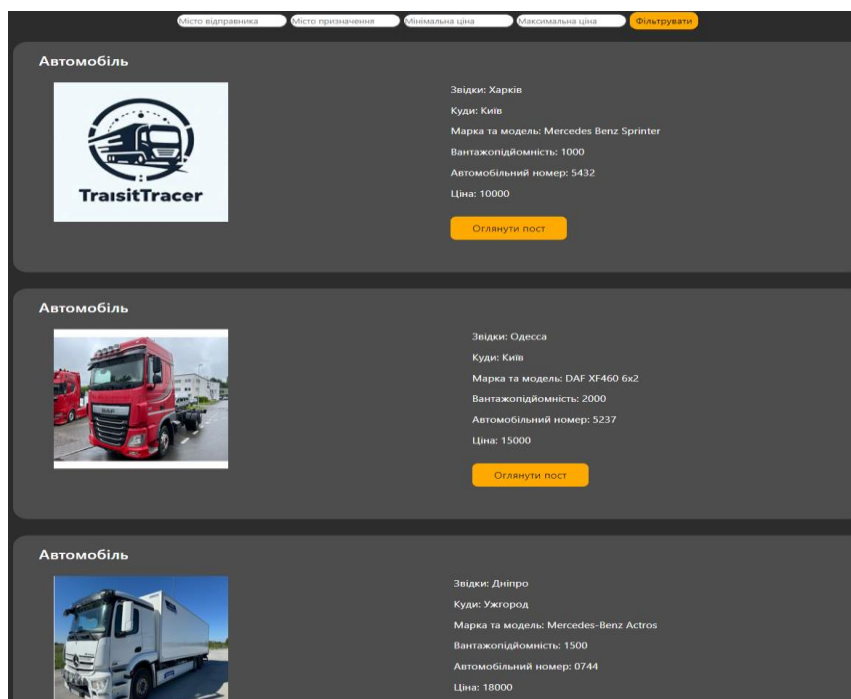 Місто відправника Місто призначення Мінімальна ціна Максимальна ціна Фільтрувати
Автомобіль
TraısitTracer
Звідки: Харків
Куди: Київ
Марка та модель: Mercedes Benz Sprinter
Вантажопідйомність: 1000
Автомобільний номер: 5432
Ціна: 10000
Оглянути пост
Автомобіль
DAF
Звідки: Одесса
Куди: Київ
Марка та модель: DAF XF460 6x2
Вантажопідйомність: 2000
Автомобільний номер: 5237
Ціна: 15000
Оглянути пост
Автомобіль
Звідки: Дніпро
Куди: Ужгород
Марка та модель: Mercedes-Benz Actros
Вантажопідйомність: 1500
Автомобільний номер: 0744
Ціна: 18000